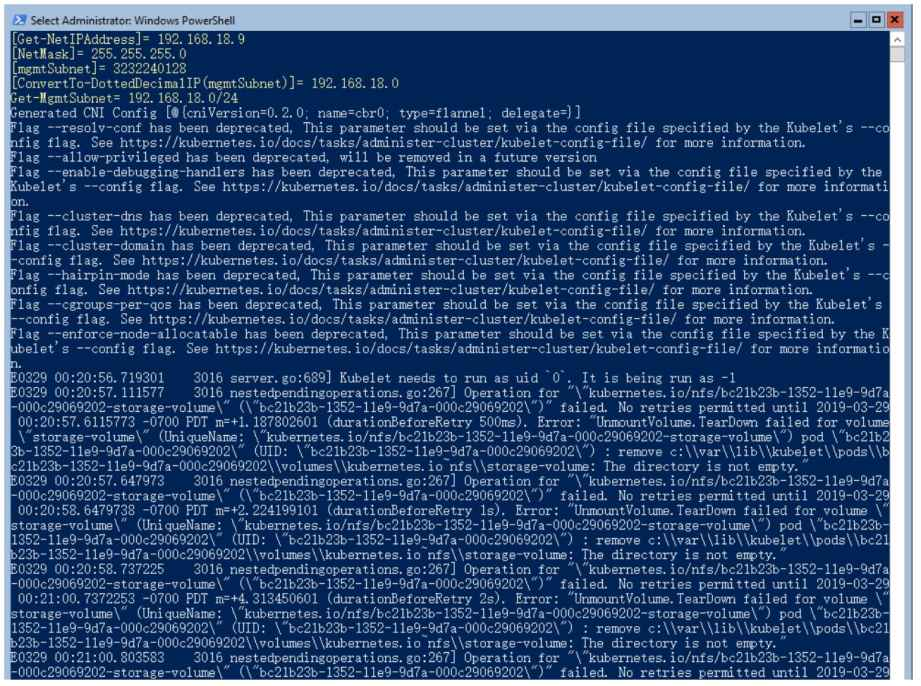 Select Administrator: Windows PowerShell
[Get-NetIPAddress]= 192.168.18.9
[NetMask]= 255.255.255.0
[mgmtSubnet]= 3232240128
[ConvertTo-DottedDecimalIP(mgmtSubnet)]= 192.168.18.0
Get-MgmtSubnet= 192.168.18.0/24
Generated CNI Config [@{cniVersion=0.2.0; name=cbr0; type=flannel; delegate=}]
Flag --resolv-conf has been deprecated, This parameter should be set via the config file specified by the Kubelet's --co
nfig flag. See https://kubernetes.io/docs/tasks/administer-cluster/kubelet-config-file/ for more information.
Flag --allow-privileged has been deprecated, will be removed in a future version
Flag --enable-debugging-handlers has been deprecated, This parameter should be set via the config file specified by the
Kubelet's --config flag. See https://kubernetes.io/docs/tasks/administer-cluster/kubelet-config-file/ for more informati
on.
Flag --cluster-dns has been deprecated, This parameter should be set via the config file specified by the Kubelet's --co
nfig flag. See https://kubernetes.io/docs/tasks/administer-cluster/kubelet-config-file/ for more information.
Flag --cluster-domain has been deprecated, This parameter should be set via the config file specified by the Kubelet's -
-config flag. See https://kubernetes.io/docs/tasks/administer-cluster/kubelet-config-file/ for more information.
Flag --hairpin-mode has been deprecated, This parameter should be set via the config file specified by the Kubelet's --c
onfig flag. See https://kubernetes.io/docs/tasks/administer-cluster/kubelet-config-file/ for more information.
Flag --cgroups-per-qos has been deprecated, This parameter should be set via the config file specified by the Kubelet's
--config flag. See https://kubernetes.io/docs/tasks/administer-cluster/kubelet-config-file/ for more information.
Flag --enforce-node-allocatable has been deprecated, This parameter should be set via the config file specified by the K
ubelet's --config flag. See https://kubernetes.io/docs/tasks/administer-cluster/kubelet-config-file/ for more informatio
n.
E0329 00:20:56.719301    3016 server.go:689] Kubelet needs to run as uid `0`. It is being run as -1
E0329 00:20:57.111577    3016 nestedpendingoperations.go:267] Operation for "\"kubernetes.io/nfs/bc21b23b-1352-11e9-9d7a
-000c29069202-storage-volume\" (\"bc21b23b-1352-11e9-9d7a-000c29069202\")" failed. No retries permitted until 2019-03-29
 00:20:57.6115773 -0700 PDT m=+1.187802601 (durationBeforeRetry 500ms). Error: "UnmountVolume.TearDown failed for volume
 \"storage-volume\" (UniqueName: \"kubernetes.io/nfs/bc21b23b-1352-11e9-9d7a-000c29069202-storage-volume\") pod \"bc21b2
3b-1352-11e9-9d7a-000c29069202\" (UID: \"bc21b23b-1352-11e9-9d7a-000c29069202\") : remove c:\\var\\lib\\kubelet\\pods\\b
c21b23b-1352-11e9-9d7a-000c29069202\\volumes\\kubernetes.io~nfs\\storage-volume: The directory is not empty."
E0329 00:20:57.647973    3016 nestedpendingoperations.go:267] Operation for "\"kubernetes.io/nfs/bc21b23b-1352-11e9-9d7a
-000c29069202-storage-volume\" (\"bc21b23b-1352-11e9-9d7a-000c29069202\")" failed. No retries permitted until 2019-03-29
 00:20:58.6479738 -0700 PDT m=+2.224199101 (durationBeforeRetry 1s). Error: "UnmountVolume.TearDown failed for volume \"
storage-volume\" (UniqueName: \"kubernetes.io/nfs/bc21b23b-1352-11e9-9d7a-000c29069202-storage-volume\") pod \"bc21b23b-
1352-11e9-9d7a-000c29069202\" (UID: \"bc21b23b-1352-11e9-9d7a-000c29069202\") : remove c:\\var\\lib\\kubelet\\pods\\bc21
b23b-1352-11e9-9d7a-000c29069202\\volumes\\kubernetes.io~nfs\\storage-volume: The directory is not empty."
E0329 00:20:58.737225    3016 nestedpendingoperations.go:267] Operation for "\"kubernetes.io/nfs/bc21b23b-1352-11e9-9d7a
-000c29069202-storage-volume\" (\"bc21b23b-1352-11e9-9d7a-000c29069202\")" failed. No retries permitted until 2019-03-29
 00:21:00.7372253 -0700 PDT m=+4.313450601 (durationBeforeRetry 2s). Error: "UnmountVolume.TearDown failed for volume \"
storage-volume\" (UniqueName: \"kubernetes.io/nfs/bc21b23b-1352-11e9-9d7a-000c29069202-storage-volume\") pod \"bc21b23b-
1352-11e9-9d7a-000c29069202\" (UID: \"bc21b23b-1352-11e9-9d7a-000c29069202\") : remove c:\\var\\lib\\kubelet\\pods\\bc21
b23b-1352-11e9-9d7a-000c29069202\\volumes\\kubernetes.io~nfs\\storage-volume: The directory is not empty."
E0329 00:21:00.803583    3016 nestedpendingoperations.go:267] Operation for "\"kubernetes.io/nfs/bc21b23b-1352-11e9-9d7a
-000c29069202-storage-volume\" (\"bc21b23b-1352-11e9-9d7a-000c29069202\")" failed. No retries permitted until 2019-03-29